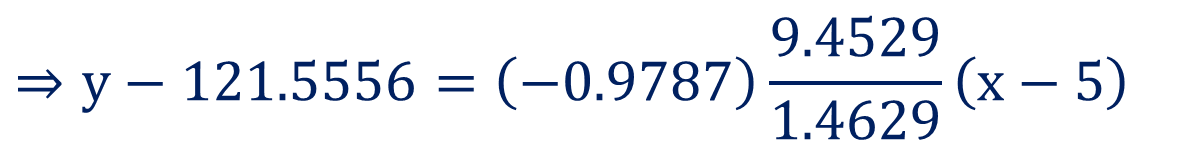 ⇒ y − 121.5556 = (−0.9787) 9.4529/1.4629 (x − 5)